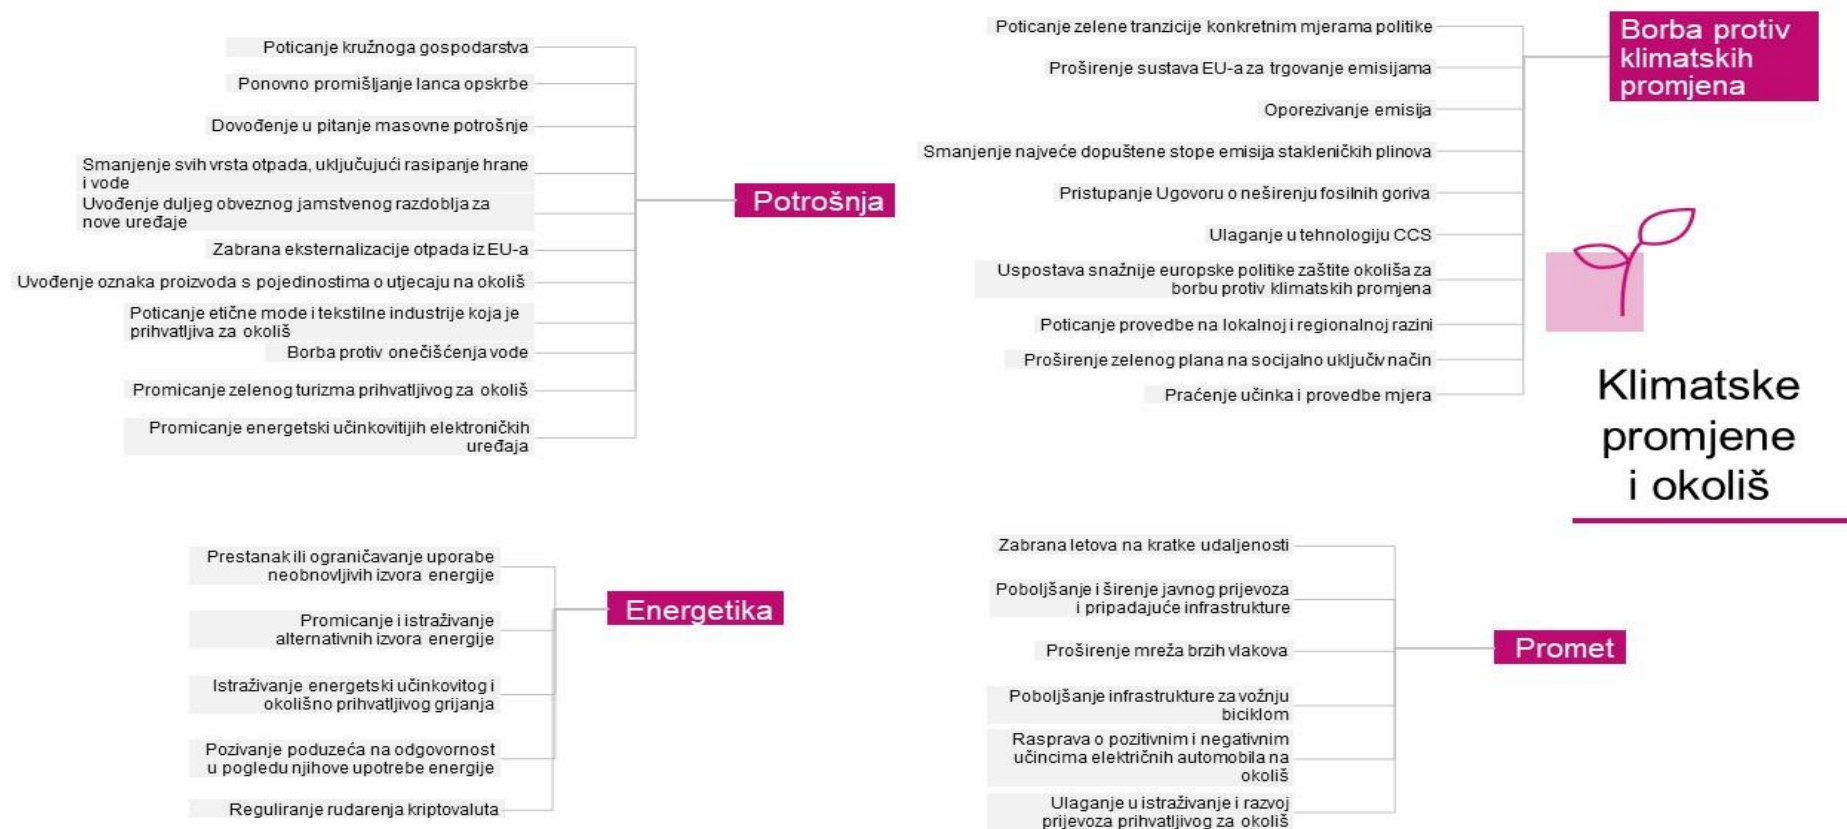 Poticanje kružnoga gospodarstva
Ponovno promišljanje lanca opskrbe
Dovođenje u pitanje masovne potrošnje
Smanjenje svih vrsta otpada, uključujući rasipanje hrane
i vode
Uvođenje duljeg obveznog jamstvenog razdoblja za
nove uređaje
Zabrana eksternalizacije otpada iz EU-a
Uvođenje oznaka proizvoda s pojedinostima o utjecaju na okoliš
Poticanje etične mode i tekstilne industrije koja je
prihvatljiva za okoliš
Borba protiv onečišćenja vode
Promicanje zelenog turizma prihvatljivog za okoliš
Promicanje energetski učinkovitijih elektroničkih
uređaja
Potrošnja
Poticanje zelene tranzicije konkretnim mjerama politike
Proširenje sustava EU-a za trgovanje emisijama
Oporezivanje emisija
Smanjenje najveće dopuštene stope emisija stakleničkih plinova
Pristupanje Ugovoru o neširenju fosilnih goriva
Ulaganje u tehnologiju CCS
Uspostava snažnije europske politike zaštite okoliša za
borbu protiv klimatskih promjena
Poticanje provedbe na lokalnoj i regionalnoj razini
Proširenje zelenog plana na socijalno uključiv način
Praćenje učinka i provedbe mjera
Borba protiv
klimatskih
promjena
Klimatske
promjene
i okoliš
Prestanak ili ograničavanje uporabe
neobnovljivih izvora energije
Promicanje i istraživanje
alternativnih izvora energije
Istraživanje energetski učinkovitog i
okolišno prihvatljivog grijanja
Pozivanje poduzeća na odgovornost
u pogledu njihove upotrebe energije
Reguliranje rudarenja kriptovaluta
Energetika
Zabrana letova na kratke udaljenosti
Poboljšanje i širenje javnog prijevoza
i pripadajuće infrastrukture
Proširenje mreža brzih vlakova
Poboljšanje infrastrukture za vožnju
biciklom
Rasprava o pozitivnim i negativnim
učincima električnih automobila na
okoliš
Ulaganje u istraživanje i razvoj
prijevoza prihvatljivog za okoliš
Promet